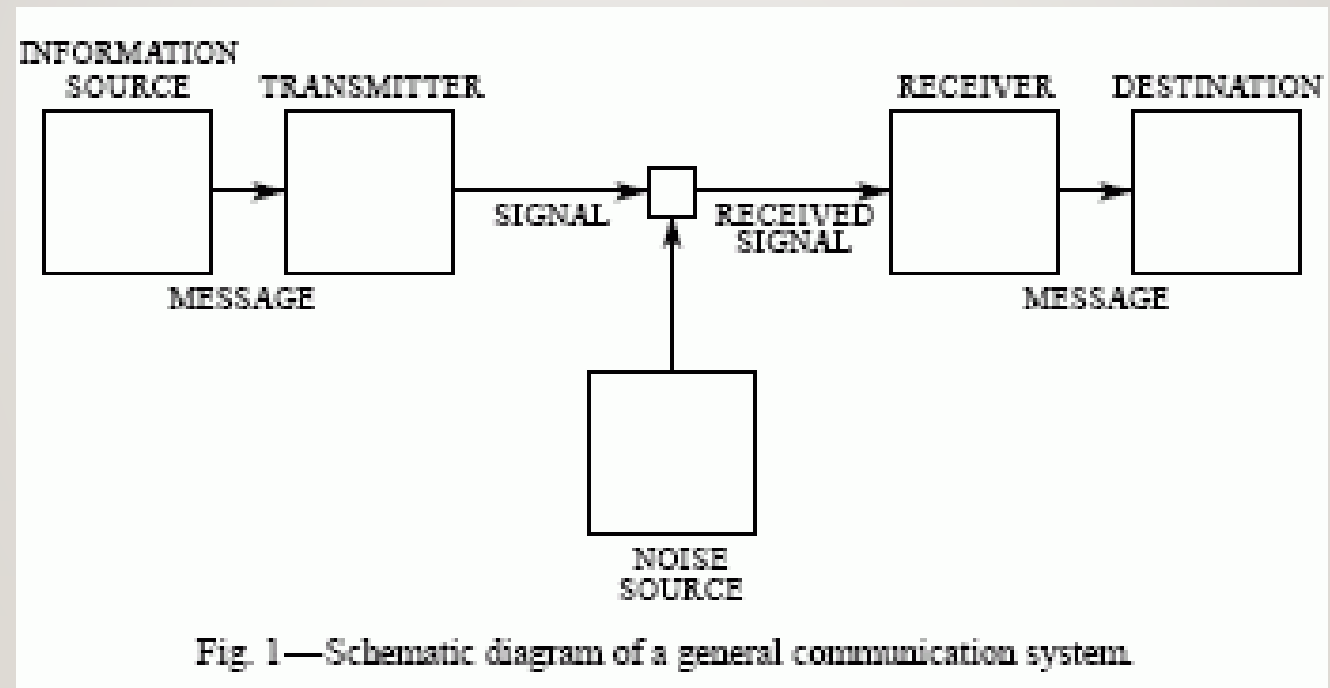 INFORMATION
SOURCE
TRANSMITTER
RECEIVER
DESTINATION
SIGNAL
RECEIVED
SIGNAL
MESSAGE
MESSAGE
NOISE
SOURCE
Fig. 1—Schematic diagram of a general communication system.